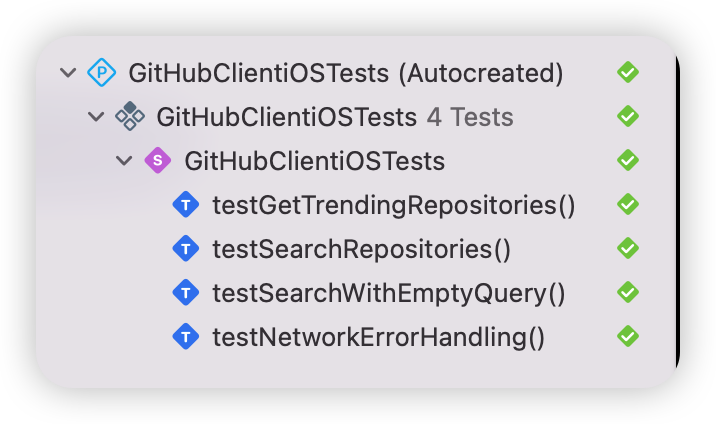 P GitHubClientiOSTests (Autocreated)
GitHubClientiOSTests 4 Tests
S GitHubClientiOSTests
T testGetTrendingRepositories()
T testSearchRepositories()
T testSearchWithEmptyQuery()
T testNetworkErrorHandling()